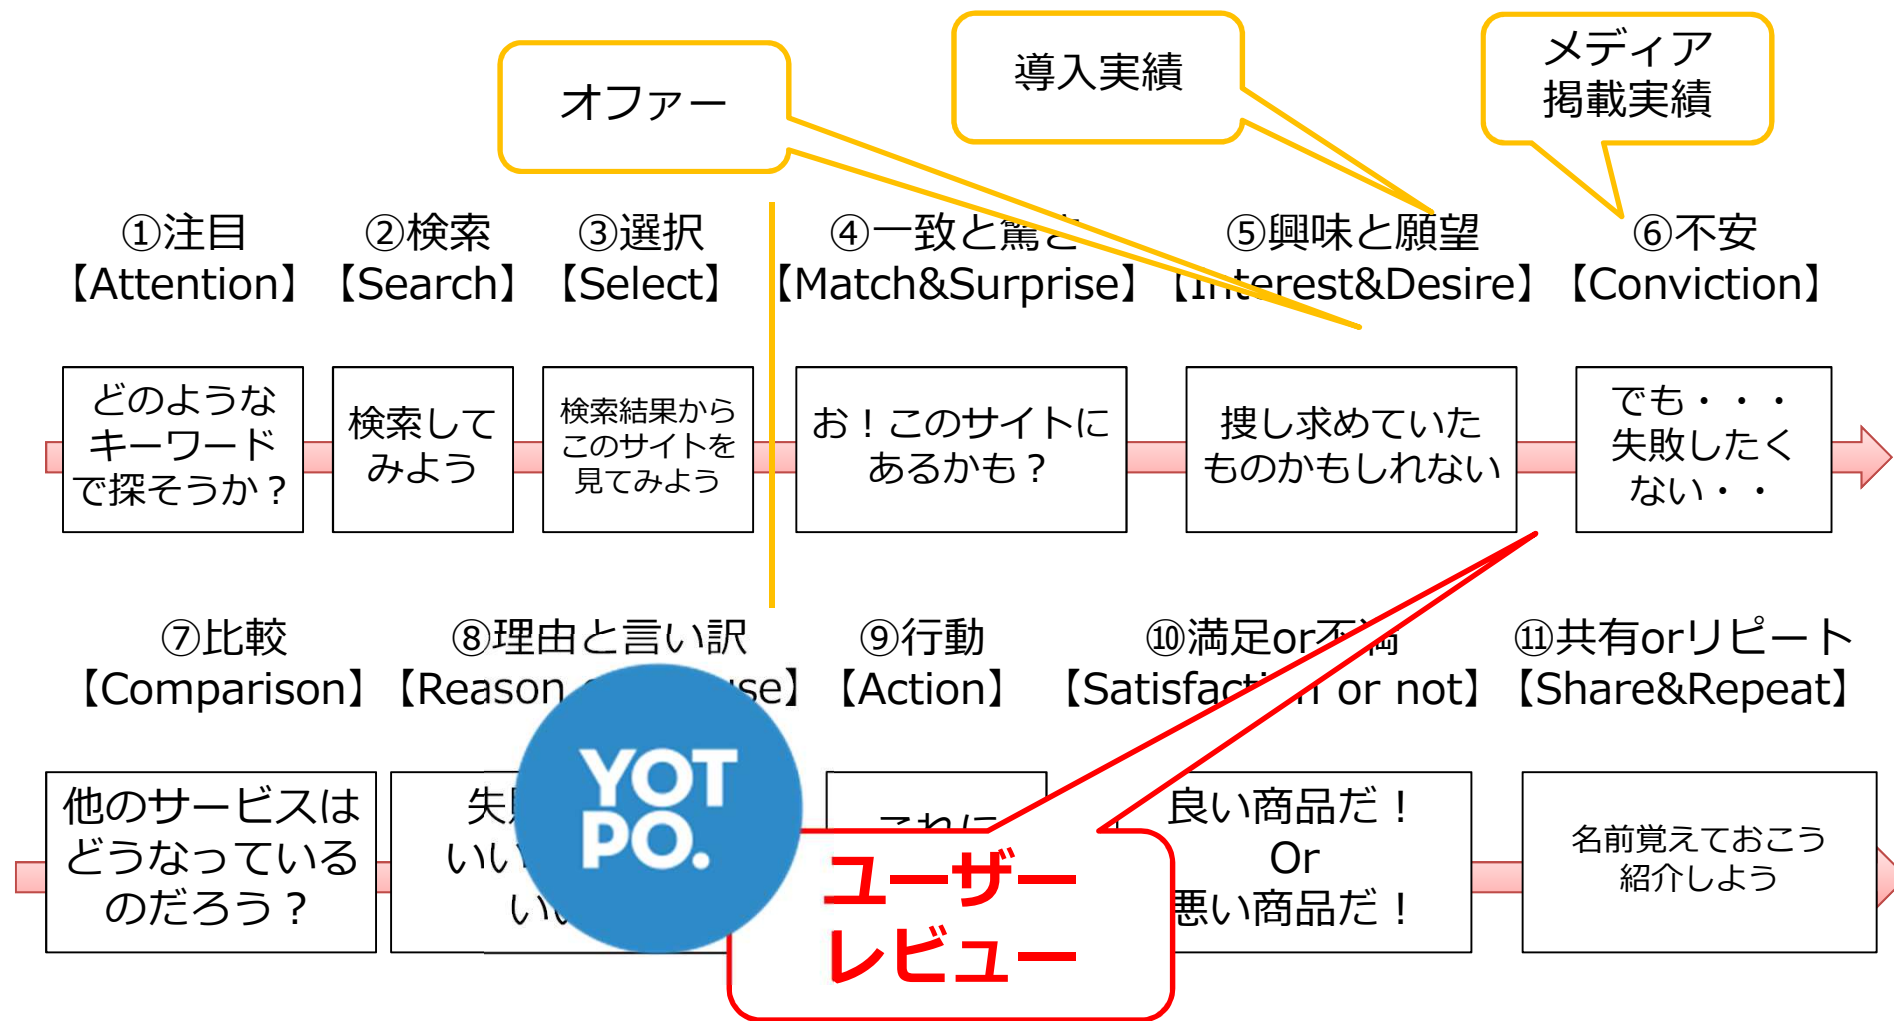 オファー
導入実績
メディア
掲載実績
①注目
【Attention】
②検索
【Search】
③選択
【Select】
④一致と驚き
【Match&Surprise】
⑤興味と願望
【Interest&Desire】
⑥不安
【Conviction】
どのような
キーワード
で探そうか？
検索して
みよう
検索結果から
このサイトを
見てみよう
お！このサイトに
あるかも？
捜し求めていた
ものかもしれない
でも・・・
失敗したく
ない・・
⑦比較
【Comparison】
⑧理由と言い訳
【Reason
⑨行動
【Action】
⑩満足or不満
【Satisfaction or not】
⑪共有orリピート
【Share&Repeat】
他のサービスは
どうなっている
のだろう？
YOT
PO.
これに
ユーザー
レビュー
良い商品だ！
Or
悪い商品だ！
名前覚えておこう
紹介しよう